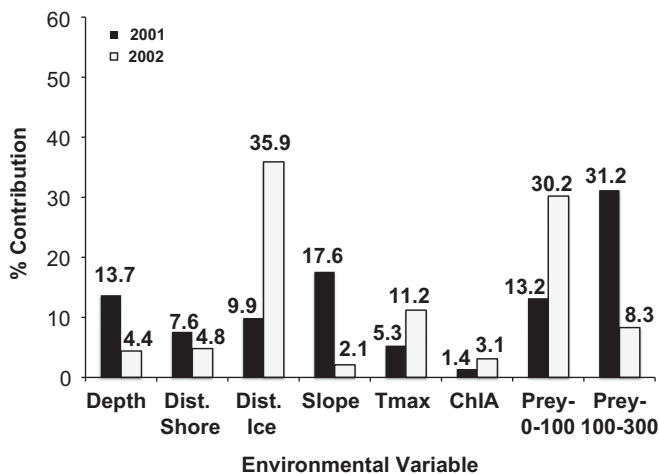 60
50
40
30
20
10
0
% Contribution
2001
2002
13.7
4.4
7.6
4.8
9.9
35.9
17.6
2.1
5.3
11.2
1.4
3.1
13.2
30.2
31.2
8.3
Depth
Dist.
Shore
Dist.
Ice
Slope
Tmax
ChlA
Prey-
0-100
Prey-
100-300
Environmental Variable